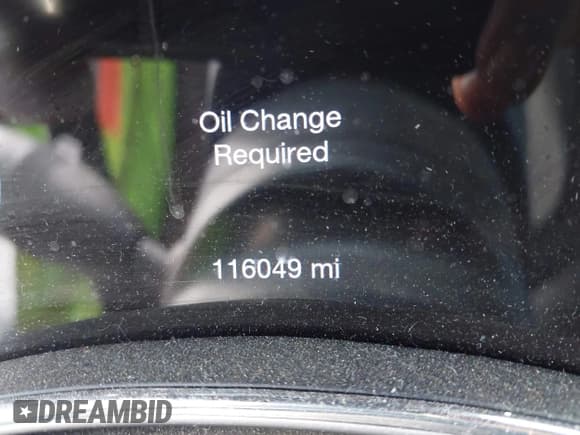 Oil Change
Required
116049 mi
DREAMBID